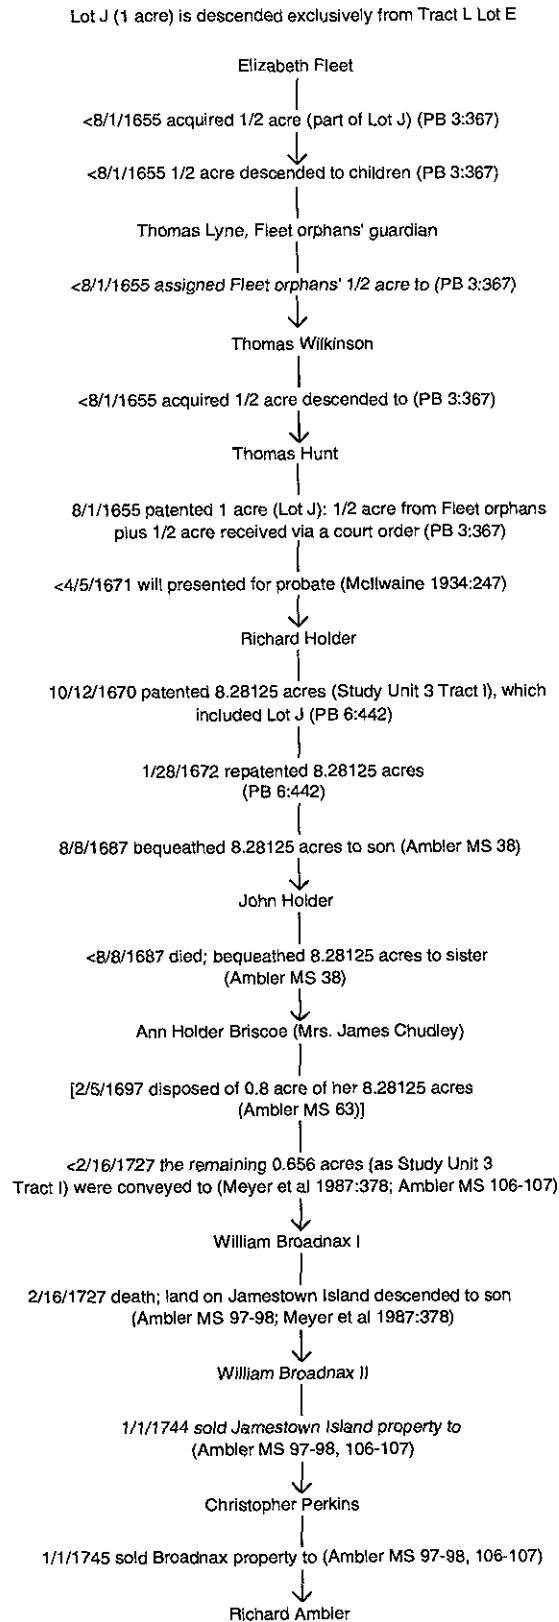 Lot J (1 acre) is descended exclusively from Tract L Lot E
Elizabeth Fleet
<8/1/1655 acquired 1/2 acre (part of Lot J) (PB 3:367)
<8/1/1655 1/2 acre descended to children (PB 3:367)
Thomas Lyne, Fleet orphans' guardian
<8/1/1655 assigned Fleet orphans' 1/2 acre to (PB 3:367)
Thomas Wilkinson
<8/1/1655 acquired 1/2 acre descended to (PB 3:367)
Thomas Hunt
8/1/1655 patented 1 acre (Lot J): 1/2 acre from Fleet orphans
plus 1/2 acre received via a court order (PB 3:367)
<4/5/1671 will presented for probate (McIlwaine 1934:247)
Richard Holder
10/12/1670 patented 8.28125 acres (Study Unit 3 Tract I), which
included Lot J (PB 6:442)
1/28/1672 repatented 8.28125 acres
(PB 6:442)
8/8/1687 bequeathed 8.28125 acres to son (Ambler MS 38)
John Holder
<8/8/1687 died; bequeathed 8.28125 acres to sister
(Ambler MS 38)
Ann Holder Briscoe (Mrs. James Chudley)
[2/5/1697 disposed of 0.8 acre of her 8.28125 acres
(Ambler MS 63)]
<2/16/1727 the remaining 0.656 acres (as Study Unit 3
Tract I) were conveyed to (Meyer et al 1987:378; Ambler MS 106-107)
William Broadnax I
2/16/1727 death; land on Jamestown Island descended to son
(Ambler MS 97-98; Meyer et al 1987:378)
William Broadnax II
1/1/1744 sold Jamestown Island property to
(Ambler MS 97-98, 106-107)
Christopher Perkins
1/1/1745 sold Broadnax property to (Ambler MS 97-98, 106-107)
Richard Ambler